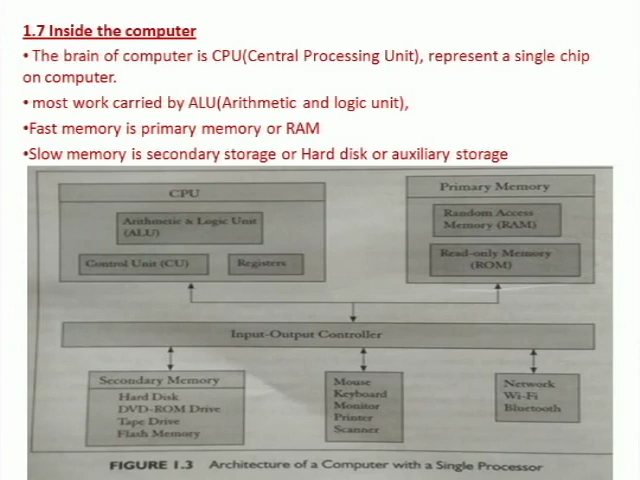 1.7 Inside the computer
• The brain of computer is CPU(Central Processing Unit), represent a single chip
on computer.
• most work carried by ALU(Arithmetic and logic unit),
•Fast memory is primary memory or RAM
•Slow memory is secondary storage or Hard disk or auxiliary storage
CPU
Arithmetic & Logic Unit
(ALU)
Control Unit (CU)
Registers
Primary Memory
Random Access
Memory (RAM)
Read-only Memory
(ROM)
Input-Output Controller
Secondary Memory
Hard Disk
DVD-ROM Drive
Tape Drive
Flash Memory
Mouse
Keyboard
Monitor
Printer
Scanner
Network
Wi-Fi
Bluetooth
FIGURE 1.3 Architecture of a Computer with a Single Processor